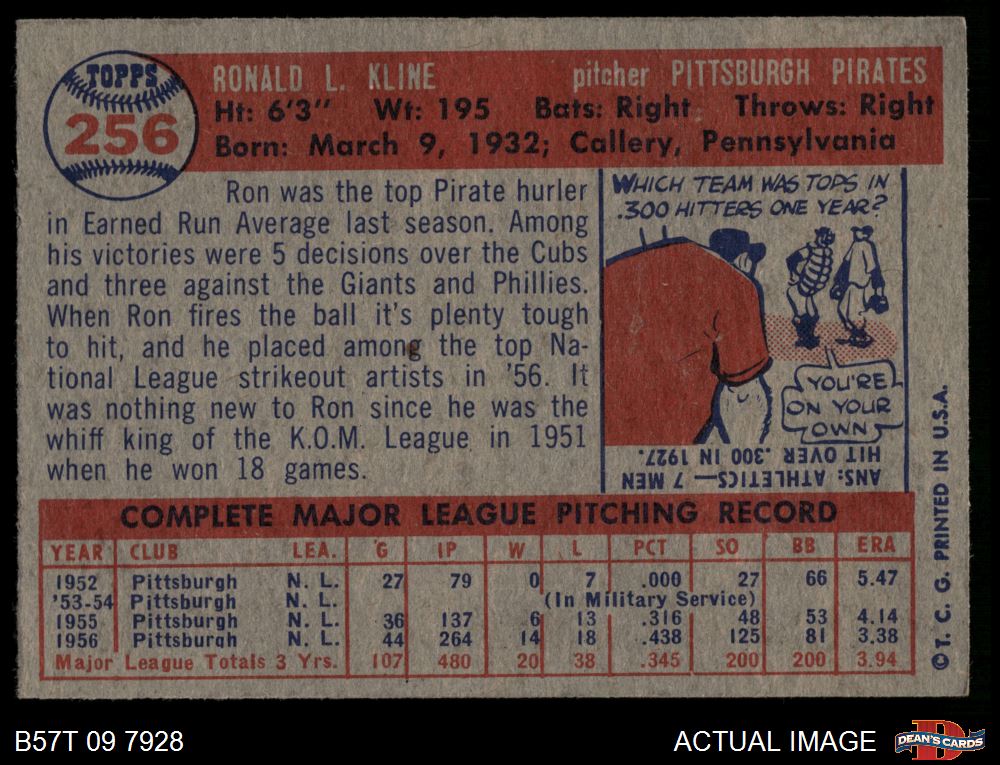 TOPPS
256
RONALD L. KLINE pitcher PITTSBURGH PIRATES
Ht: 6'3" Wt: 195 Bats: Right Throws: Right
Born: March 9, 1932; Callery, Pennsylvania
Ron was the top Pirate hurler
in Earned Run Average last season. Among
his victories were 5 decisions over the Cubs
and three against the Giants and Phillies.
When Ron fires the ball it's plenty tough
to hit, and he placed among the top Na-
tional League strikeout artists in '56. It
was nothing new to Ron since he was the
whiff king of the K.O.M. League in 1951
when he won 18 games.
WHICH TEAM WAS TOPS IN
.300 HITTERS ONE YEAR?
YOU'RE
ON YOUR
OWN
ANS: ATHLETICS—7 MEN
HIT OVER .300 IN 1927.
COMPLETE MAJOR LEAGUE PITCHING RECORD
YEAR CLUB LEA. G IP W L PCT SO BB ERA
1952 Pittsburgh N. L. 27 79 0 7 .000 27 66 5.47
'53-54 Pittsburgh N. L. (In Military Service)
1955 Pittsburgh N. L. 36 137 6 13 .316 48 53 4.14
1956 Pittsburgh N. L. 44 264 14 18 .438 125 81 3.38
Major League Totals 3 Yrs. 107 480 20 38 .345 200 200 3.94
© T. C. G. PRINTED IN U.S.A.
B57T 09 7928
ACTUAL IMAGE
D
DEAN'S CARDS